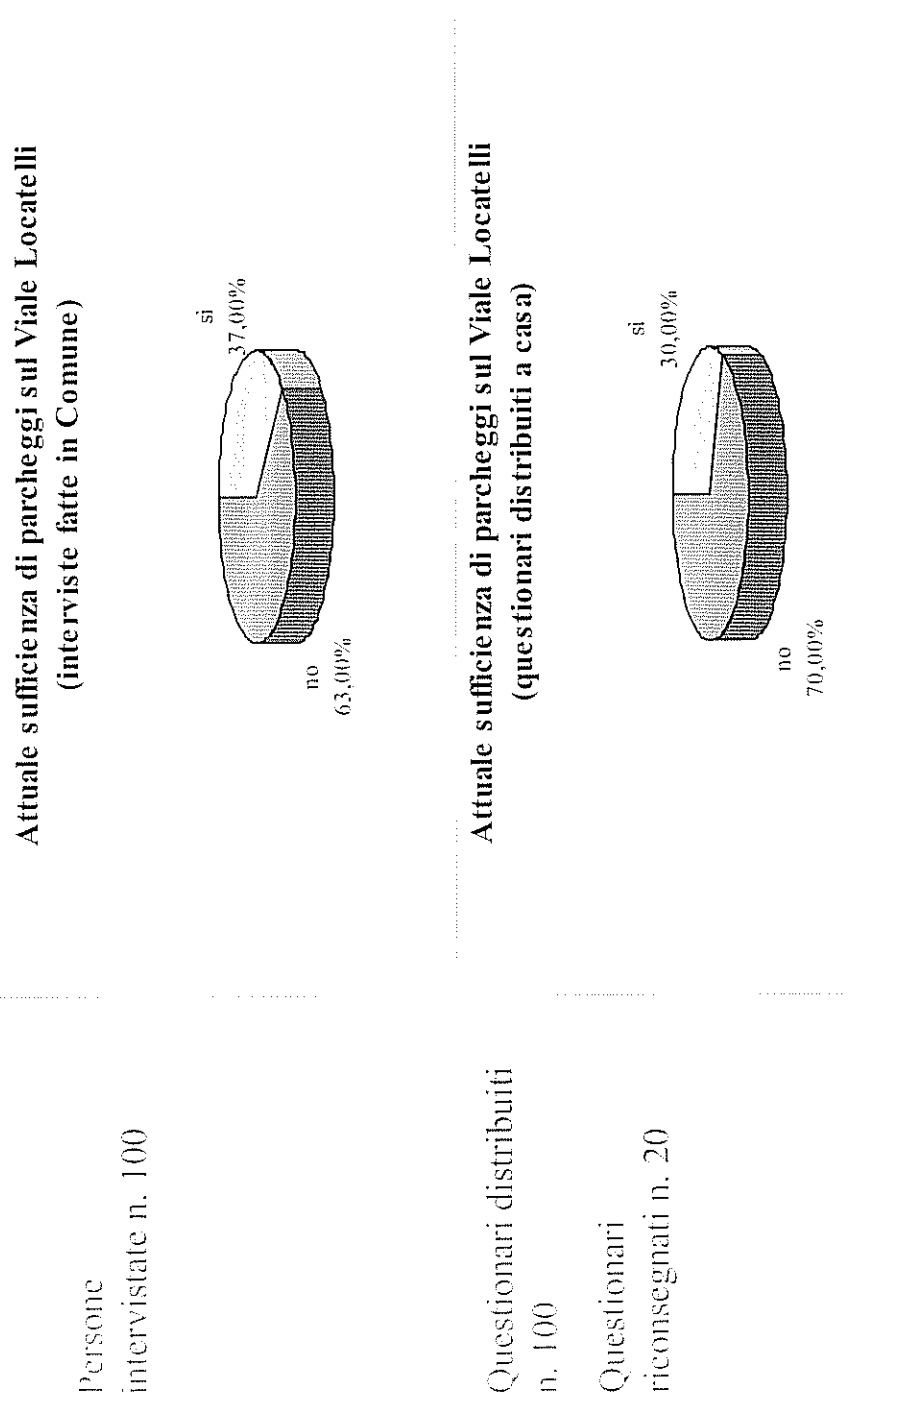 Persone
intervistate n. 100
Attuale sufficienza di parcheggi sul Viale Locatelli
(interviste fatte in Comune)
si
37,00%
no
63,00%
Questionari distribuiti
n. 100
Questionari
riconsegnati n. 20
Attuale sufficienza di parcheggi sul Viale Locatelli
(questionari distribuiti a casa)
si
30,00%
no
70,00%